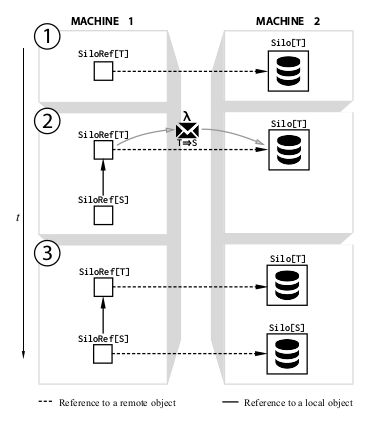 MACHINE 1
MACHINE 2
1
SiloRef[T]
Silo[T]
2
SiloRef[T]
λ
T⇒S
Silo[T]
SiloRef[S]
t
3
SiloRef[T]
Silo[T]
SiloRef[S]
Silo[S]
Reference to a remote object
Reference to a local object